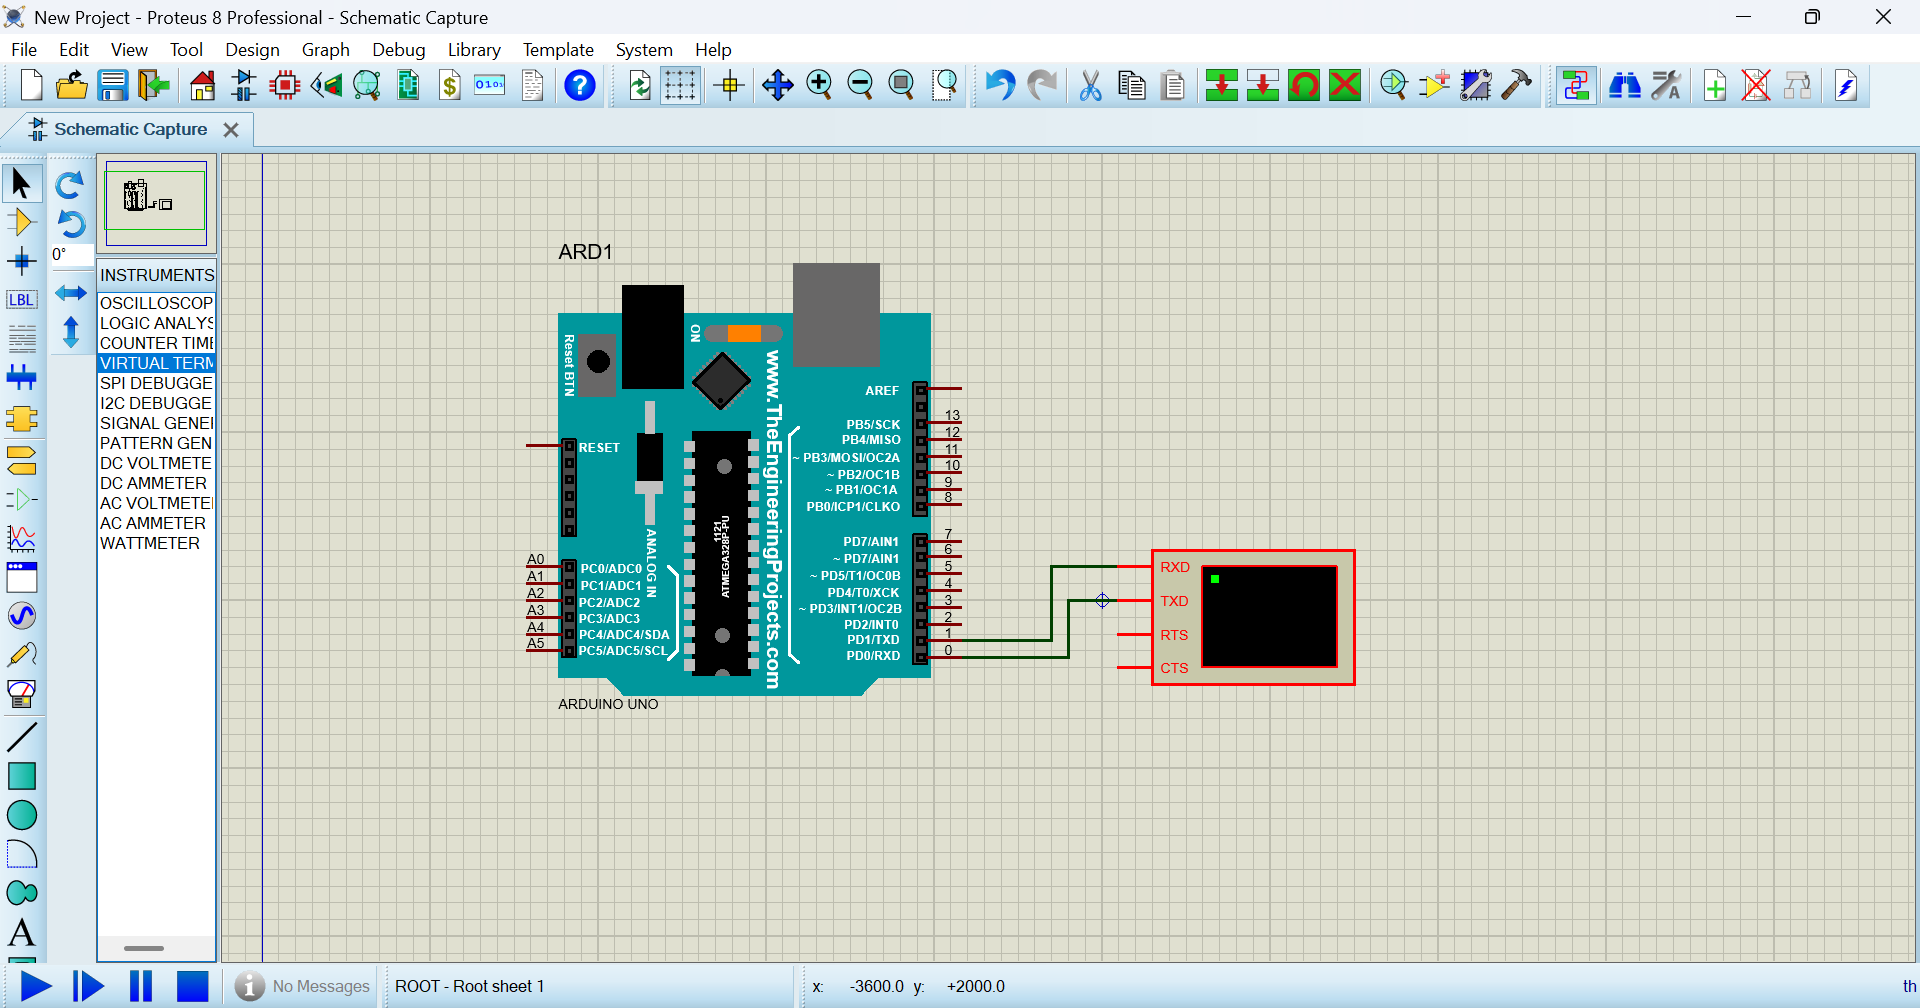 New Project - Proteus 8 Professional - Schematic Capture
File Edit View Tool Design Graph Debug Library Template System Help
Schematic Capture
0°
LBL
INSTRUMENTS
OSCILLOSCOP
LOGIC ANALYS
COUNTER TIME
VIRTUAL TERM
SPI DEBUGGE
I2C DEBUGGE
SIGNAL GENE
PATTERN GEN
DC VOLTMETE
DC AMMETER
AC VOLTMETE
AC AMMETER
WATTMETER
A
ARD1
Reset BTN
ON
www.TheEngineeringProjects.com
RESET
ANALOG IN
1121
ATMEGA328P-PU
A0 PC0/ADC0
A1 PC1/ADC1
A2 PC2/ADC2
A3 PC3/ADC3
A4 PC4/ADC4/SDA
A5 PC5/ADC5/SCL
AREF
PB5/SCK 13
PB4/MISO 12
~ PB3/MOSI/OC2A 11
~ PB2/OC1B 10
~ PB1/OC1A 9
PB0/ICP1/CLKO 8
PD7/AIN1 7
~ PD7/AIN1 6
~ PD5/T1/OC0B 5
PD4/T0/XCK 4
~ PD3/INT1/OC2B 3
PD2/INT0 2
PD1/TXD 1
PD0/RXD 0
ARDUINO UNO
RXD
TXD
RTS
CTS
No Messages
ROOT - Root sheet 1
x: -3600.0 y: +2000.0
th